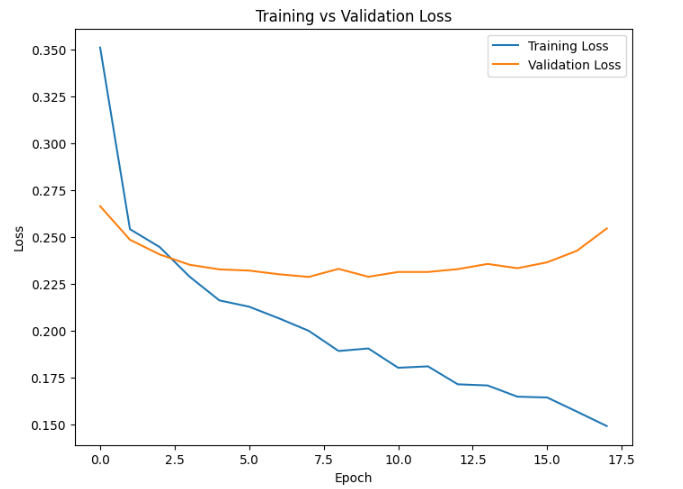 Training vs Validation Loss
Training Loss
Validation Loss
0.350
0.325
0.300
0.275
0.250
0.225
0.200
0.175
0.150
Loss
0.0 2.5 5.0 7.5 10.0 12.5 15.0 17.5
Epoch